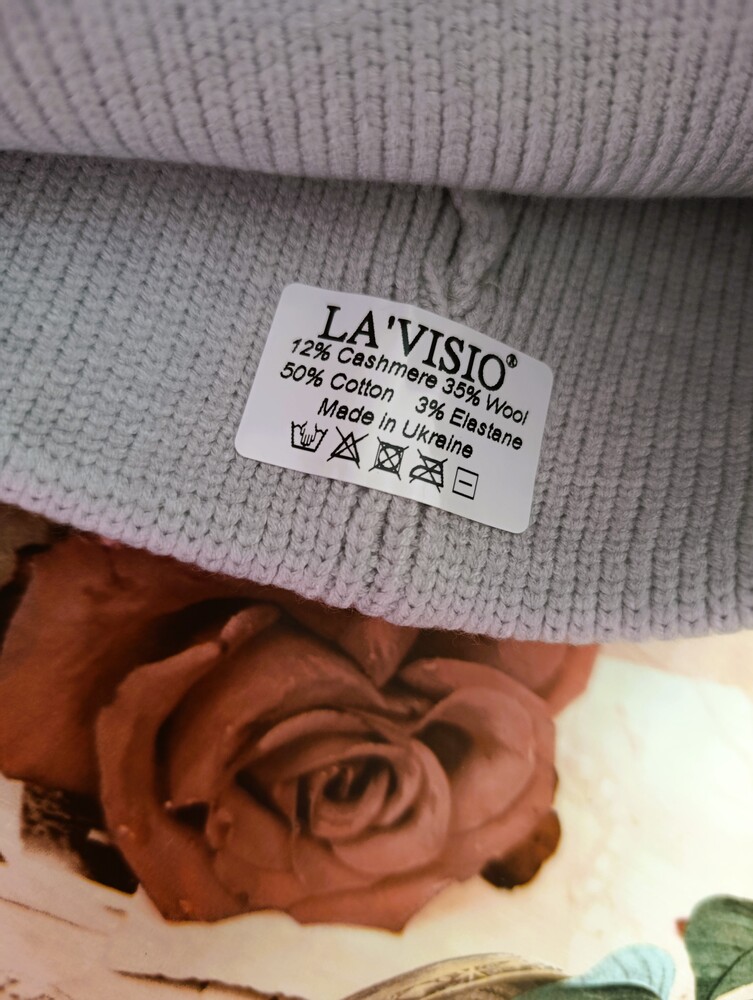 LA'VISIO®
12% Cashmere 35% Wool
50% Cotton 3% Elastane
Made in Ukraine